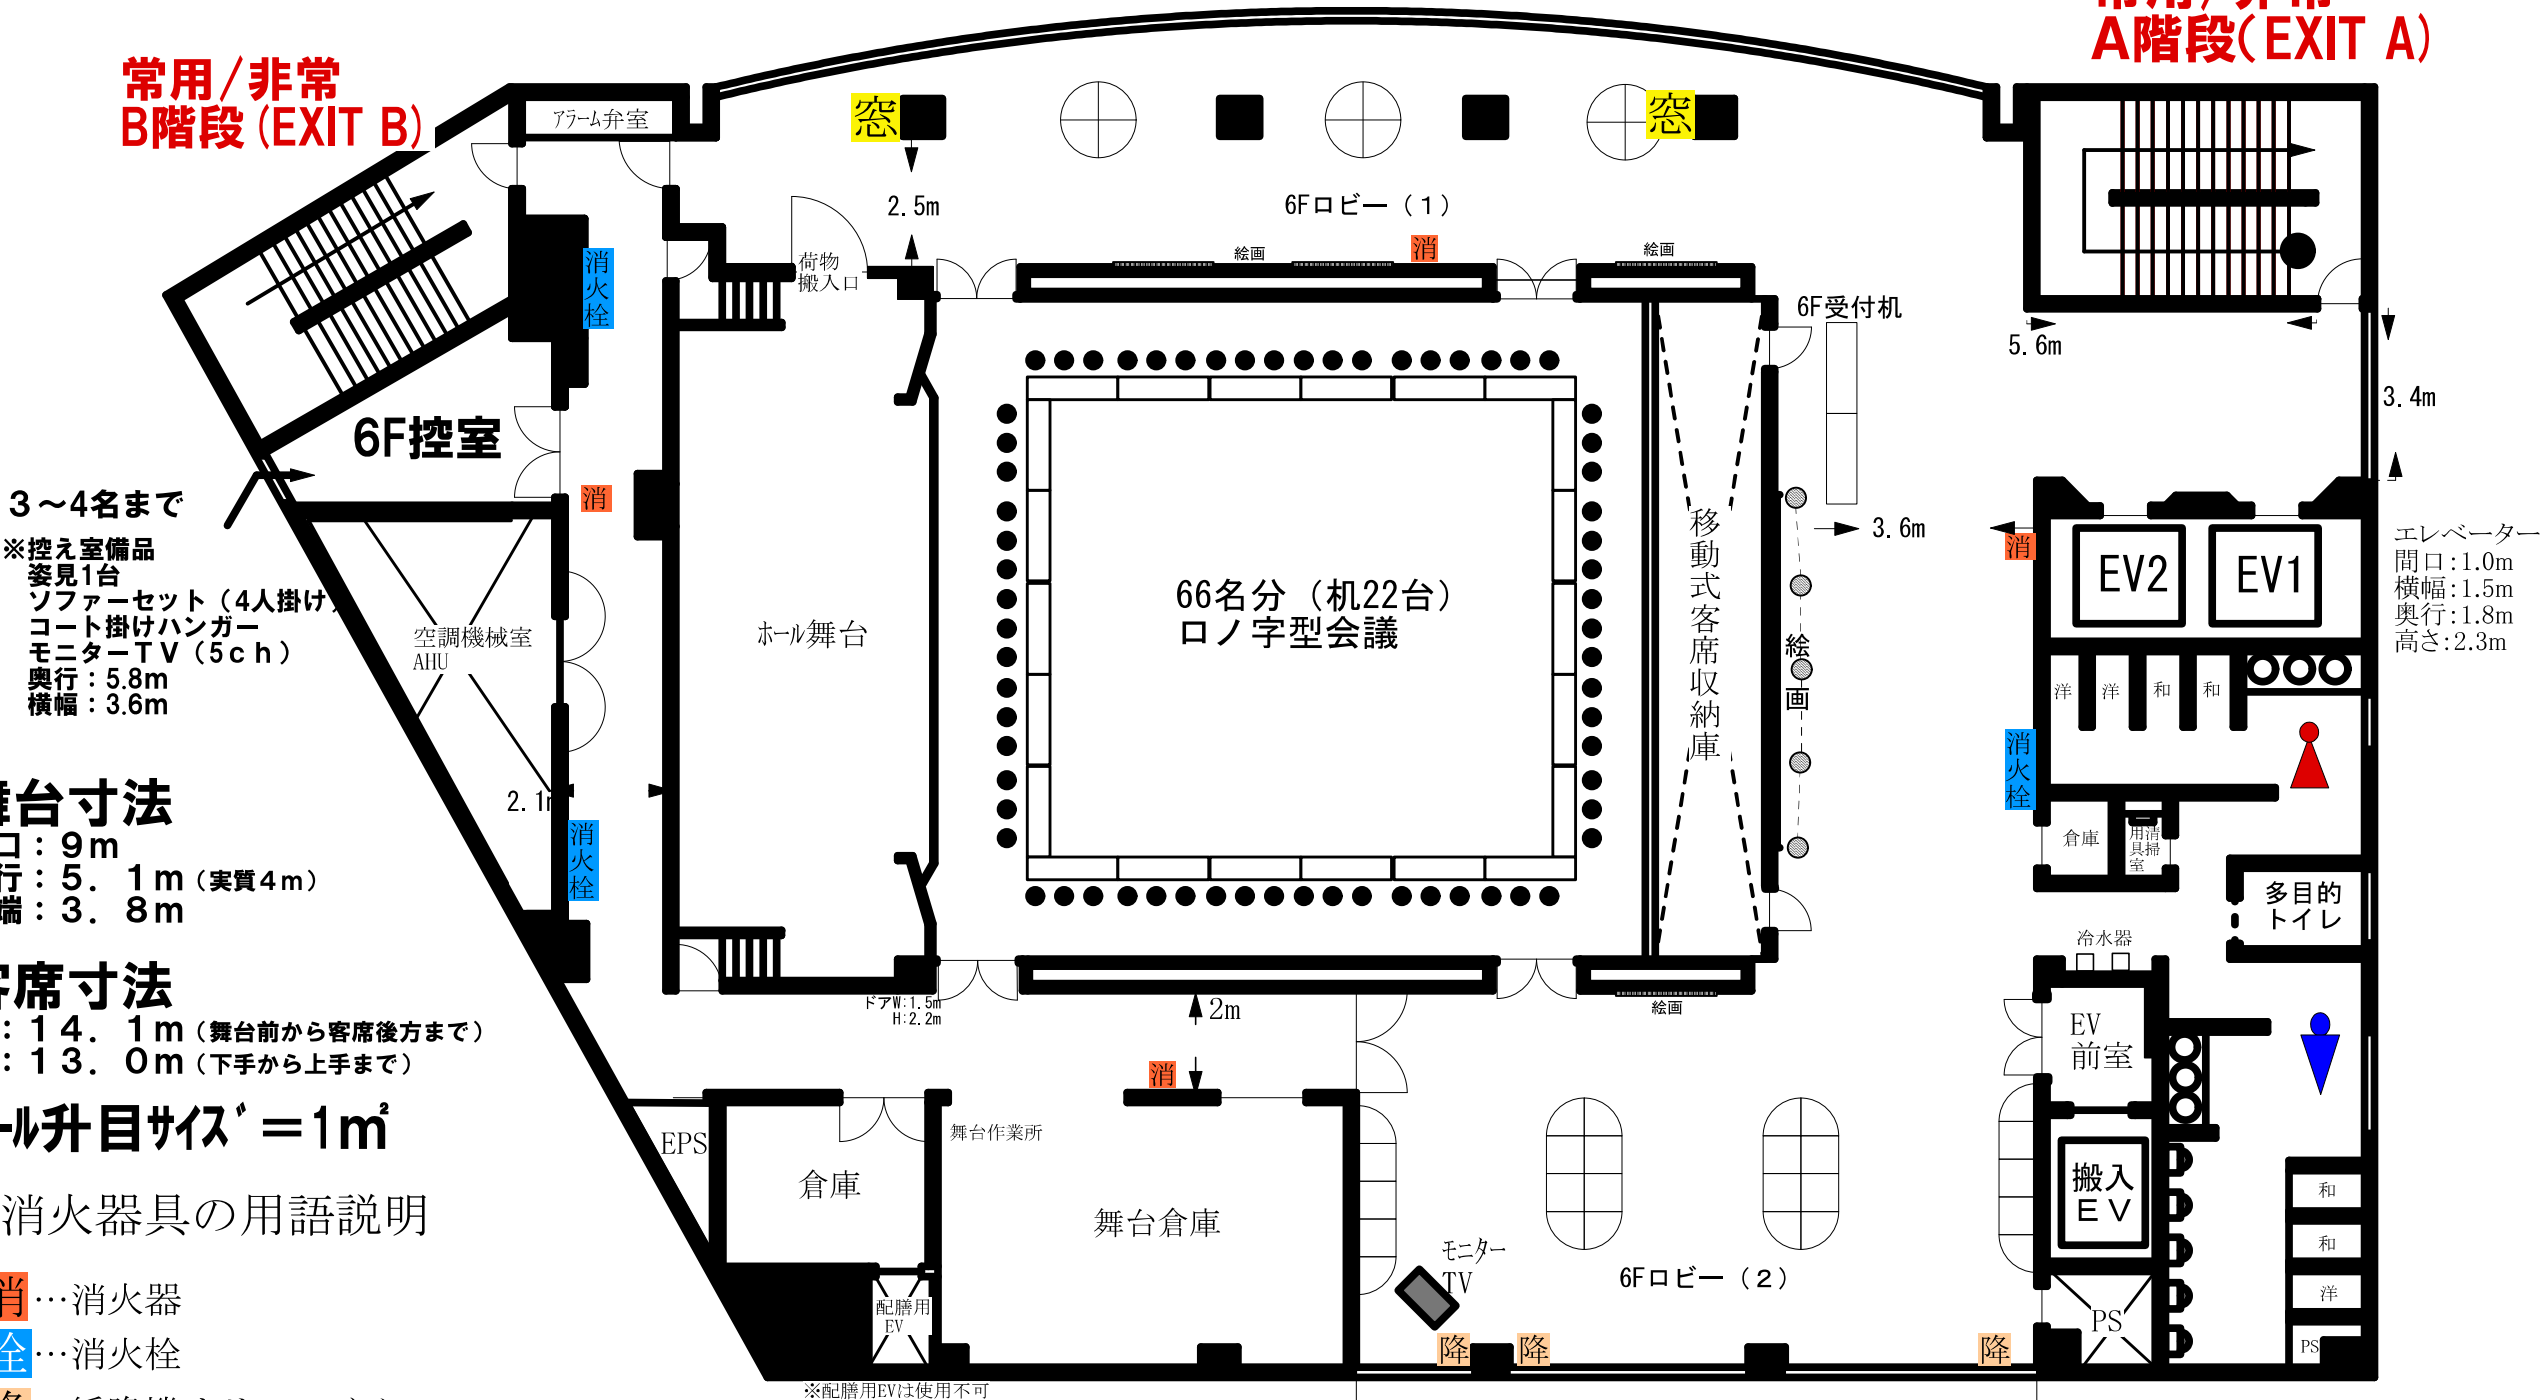 A階段(EXIT A)
常用/非常
B階段(EXIT B)
アラーム弁室
窓
窓
2.5m
6Fロビー（1）
消火栓
荷物
搬入口
絵画
消
絵画
6F受付机
5.6m
3.4m
6F控室
3～4名まで
消
※控え室備品
姿見1台
ソファーセット（4人掛け）
コート掛けハンガー
モニターTV（5ch）
奥行：5.8m
横幅：3.6m
空調機械室
AHU
ホール舞台
66名分（机22台）
ロノ字型会議
移動式客席収納庫
絵画
3.6m
消
EV2
EV1
エレベーター
間口:1.0m
横幅:1.5m
奥行:1.8m
高さ:2.3m
洋
洋
和
和
消火栓
2.1m
消火栓
台寸法
口：9m
行：5．1m（実質4m）
端：3．8m
席寸法
：14．1m（舞台前から客席後方まで）
：13．0m（下手から上手まで）
倉庫
清掃用具室
多目的
トイレ
冷水器
ドアW:1.5m
H:2.2m
2m
絵画
EV
前室
消
ール升目サイズ＝1㎡
EPS
倉庫
舞台作業所
舞台倉庫
搬入
EV
和
和
洋
PS
消火器具の用語説明
消…消火器
栓…消火栓
配膳用
EV
モニター
TV
6Fロビー（2）
降
降
降
PS
※配膳用EVは使用不可